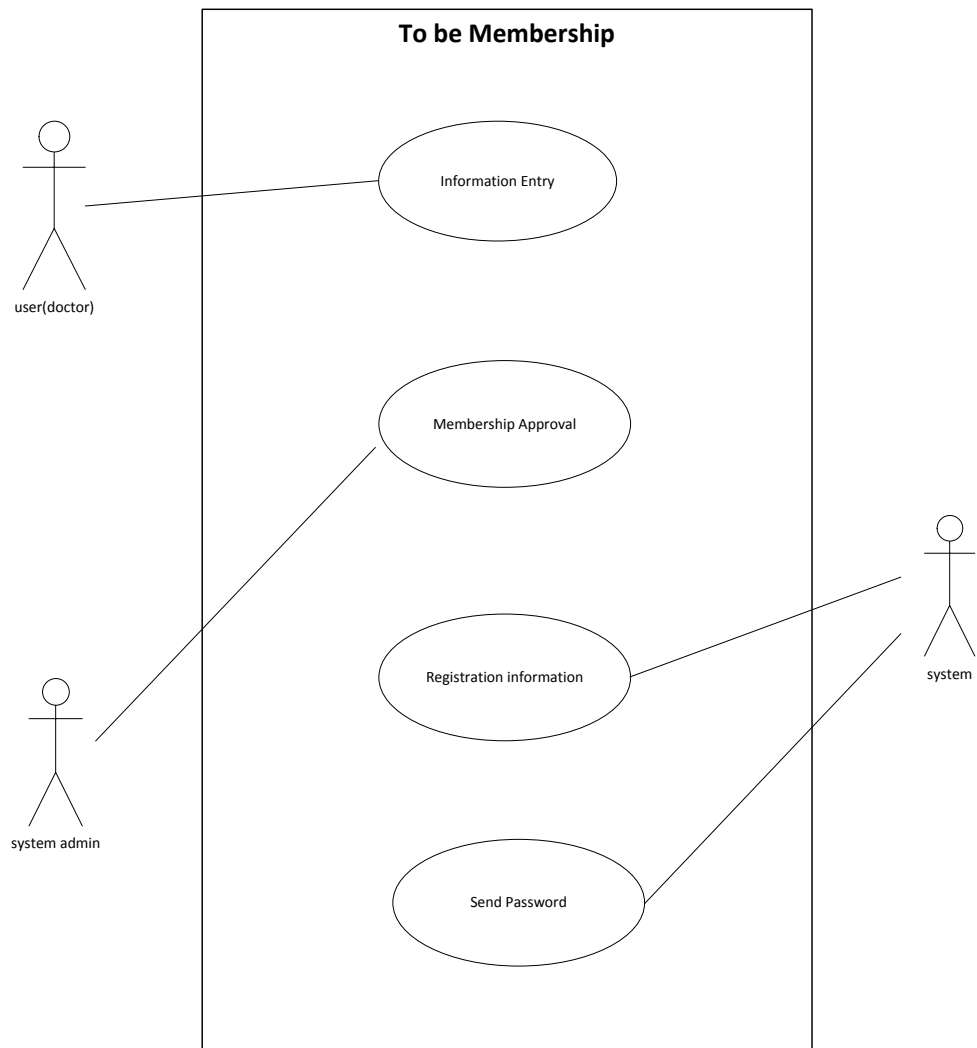 To be Membership
Information Entry
user(doctor)
Membership Approval
Registration information
system
system admin
Send Password